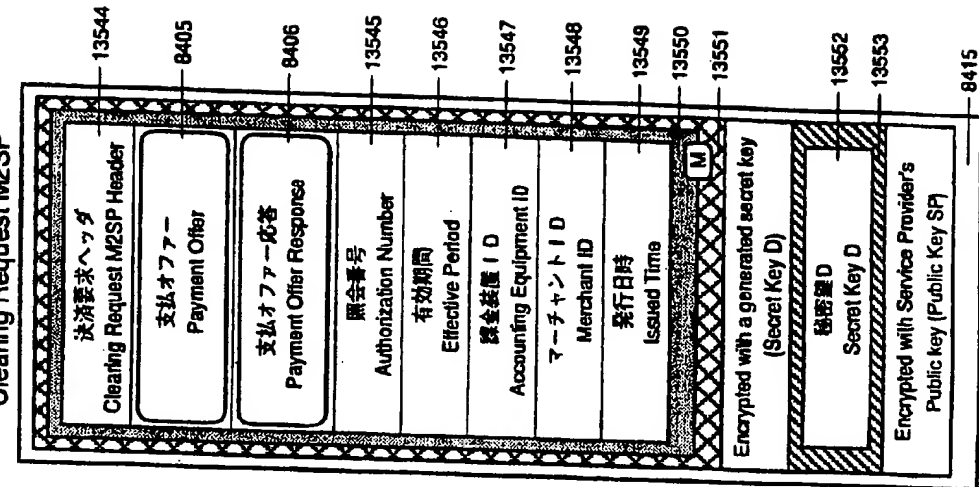 Clearing Request M2SP
決済要求ヘッダ
Clearing Request M2SP Header
13544
支払オファー
Payment Offer
8405
支払オファー応答
Payment Offer Response
8406
照会番号
Authorization Number
13545
有効期間
Effective Period
13546
課金装置ID
Accounting Equipment ID
13547
マーチャントID
Merchant ID
13548
発行日時
Issued Time
13549
13550
M
13551
Encrypted with a generated secret key
(Secret Key D)
秘密鍵D
Secret Key D
13552
13553
Encrypted with Service Provider's
Public key (Public Key SP)
8415